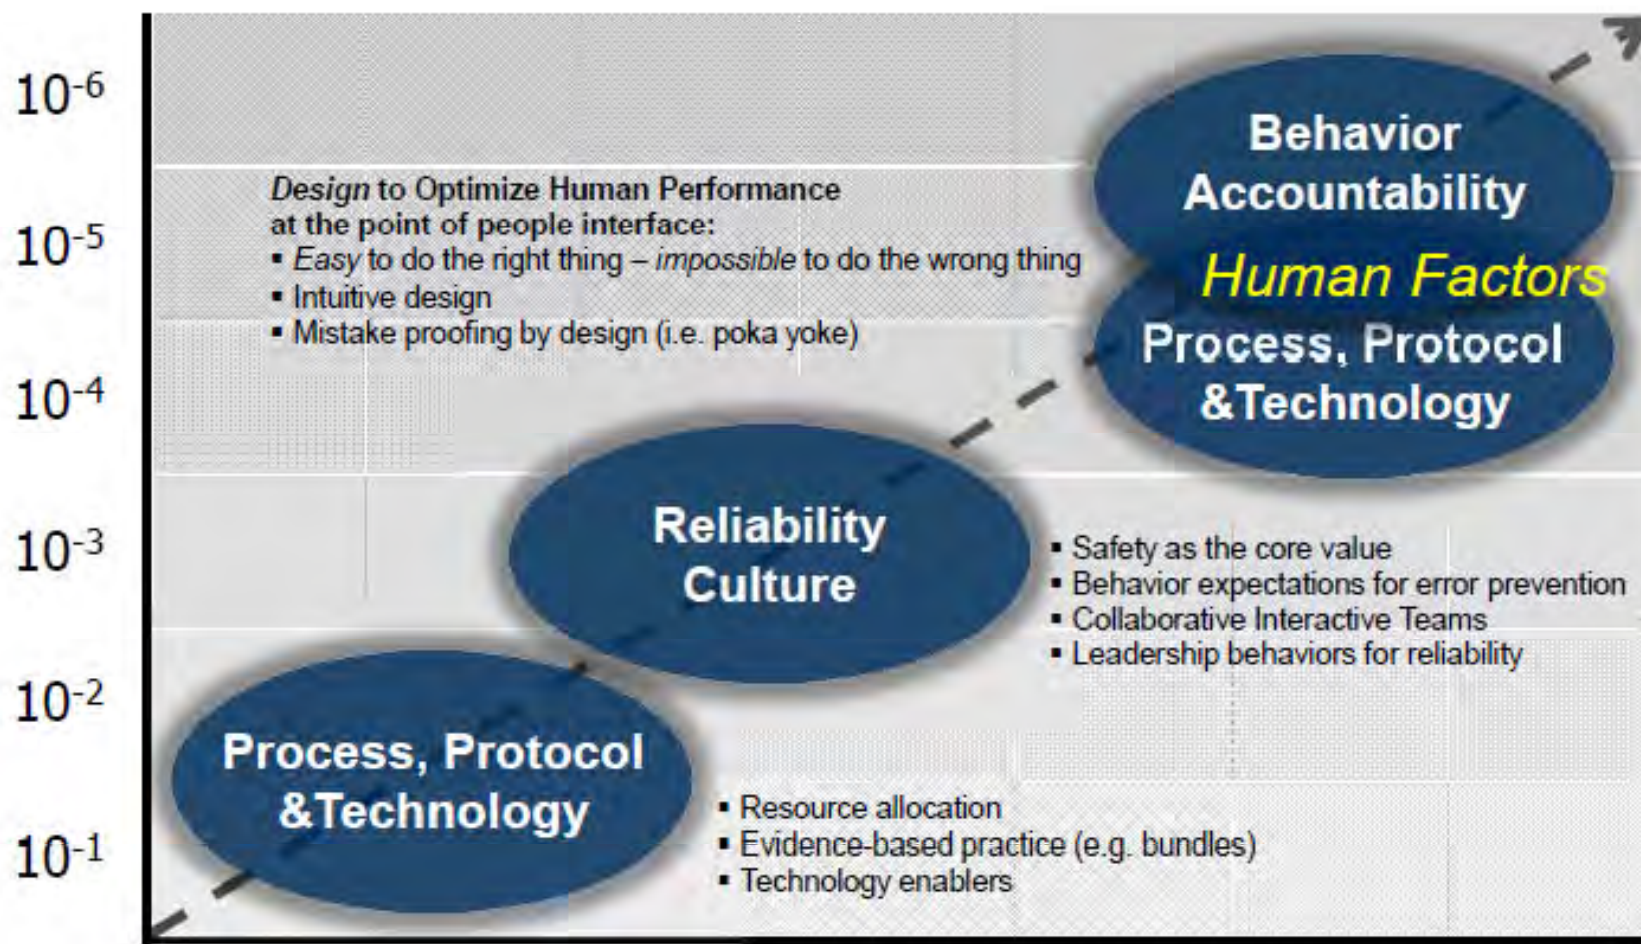 10-6
Behavior
Accountability
Design to Optimize Human Performance
at the point of people interface:
▪ Easy to do the right thing – impossible to do the wrong thing
▪ Intuitive design
▪ Mistake proofing by design (i.e. poka yoke)
10-5
Human Factors
Process, Protocol
&Technology
10-4
Reliability
Culture
10-3
▪ Safety as the core value
▪ Behavior expectations for error prevention
▪ Collaborative Interactive Teams
▪ Leadership behaviors for reliability
10-2
Process, Protocol
&Technology
▪ Resource allocation
▪ Evidence-based practice (e.g. bundles)
▪ Technology enablers
10-1